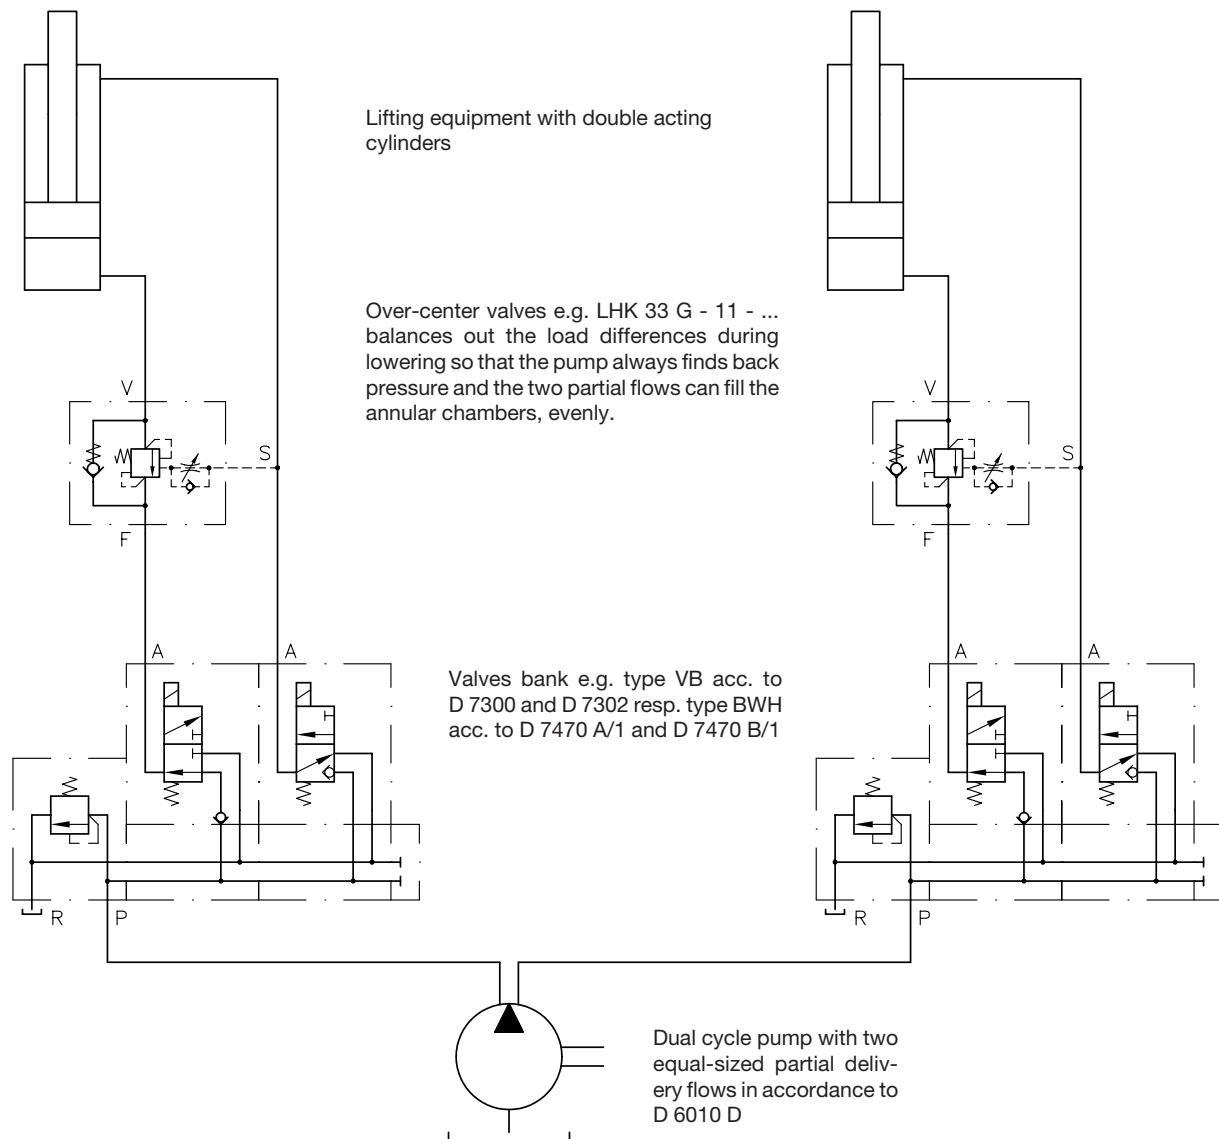 Lifting equipment with double acting
cylinders
Over-center valves e.g. LHK 33 G - 11 - ...
balances out the load differences during
lowering so that the pump always finds back
pressure and the two partial flows can fill the
annular chambers, evenly.
V
V
S
S
F
F
A
A
A
A
Valves bank e.g. type VB acc. to
D 7300 and D 7302 resp. type BWH
acc. to D 7470 A/1 and D 7470 B/1
R
P
R
P
Dual cycle pump with two
equal-sized partial deliv-
ery flows in accordance to
D 6010 D